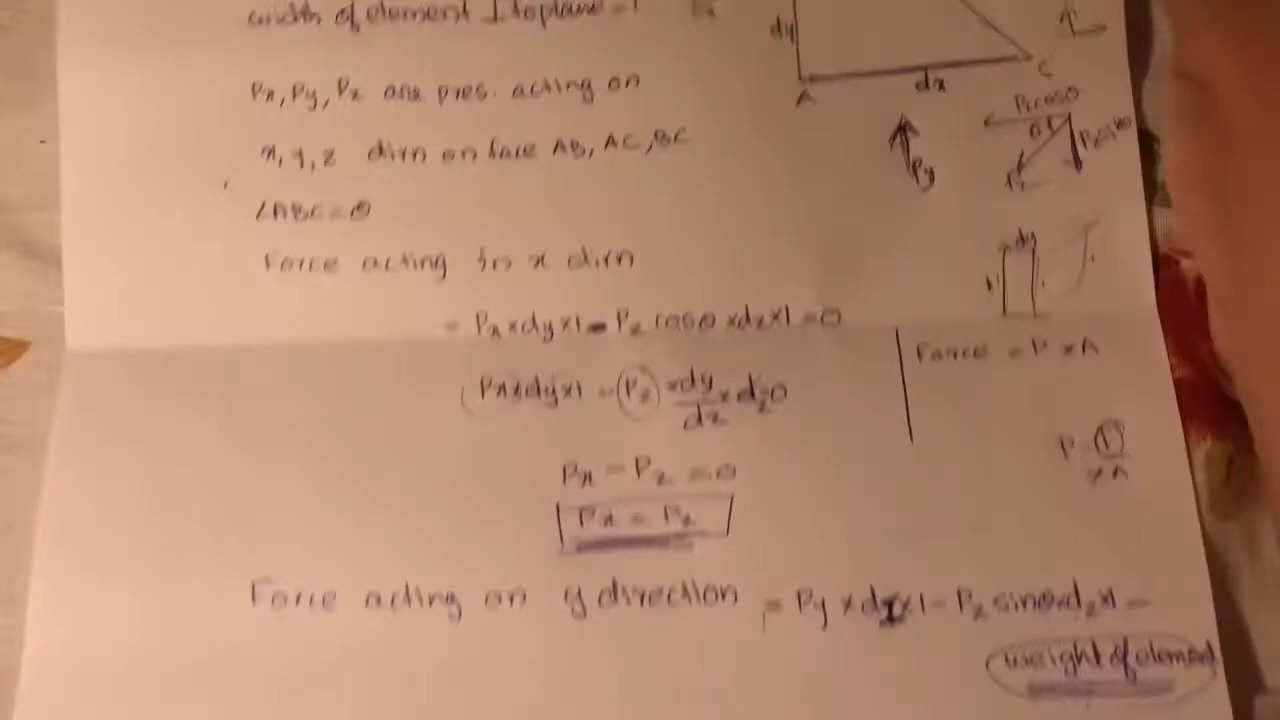 width of element ⊥ to plane = 1
dy
A
dx
C
Px, Py, Pz are pres. acting on
x, y, z dirn on face AB, AC, BC
Pz cosθ
θ
Pz sinθ
Pz
Py
∠ABC = θ
Force acting in x dirn
dy
= Px x dy x 1 - Pz cosθ x dz x 1 = 0
Force = P x A
Px x dy x 1 - Pz x dy/dz x dz = 0
Px - Pz = 0
Px = Pz
Force acting on y direction = Py x dx x 1 - Pz sinθ x dz x 1 -
weight of element